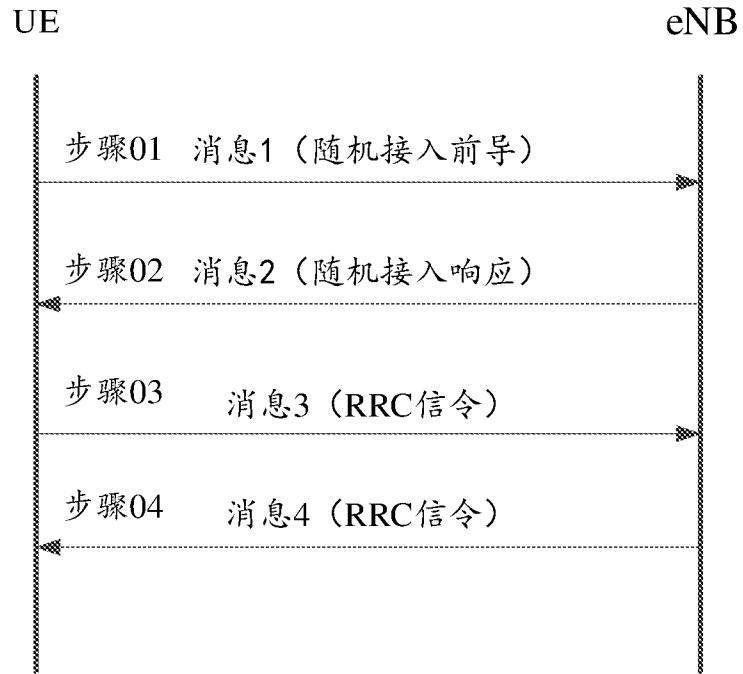 UE eNB
步骤01 消息1（随机接入前导）
步骤02 消息2（随机接入响应）
步骤03 消息3（RRC信令）
步骤04 消息4（RRC信令）